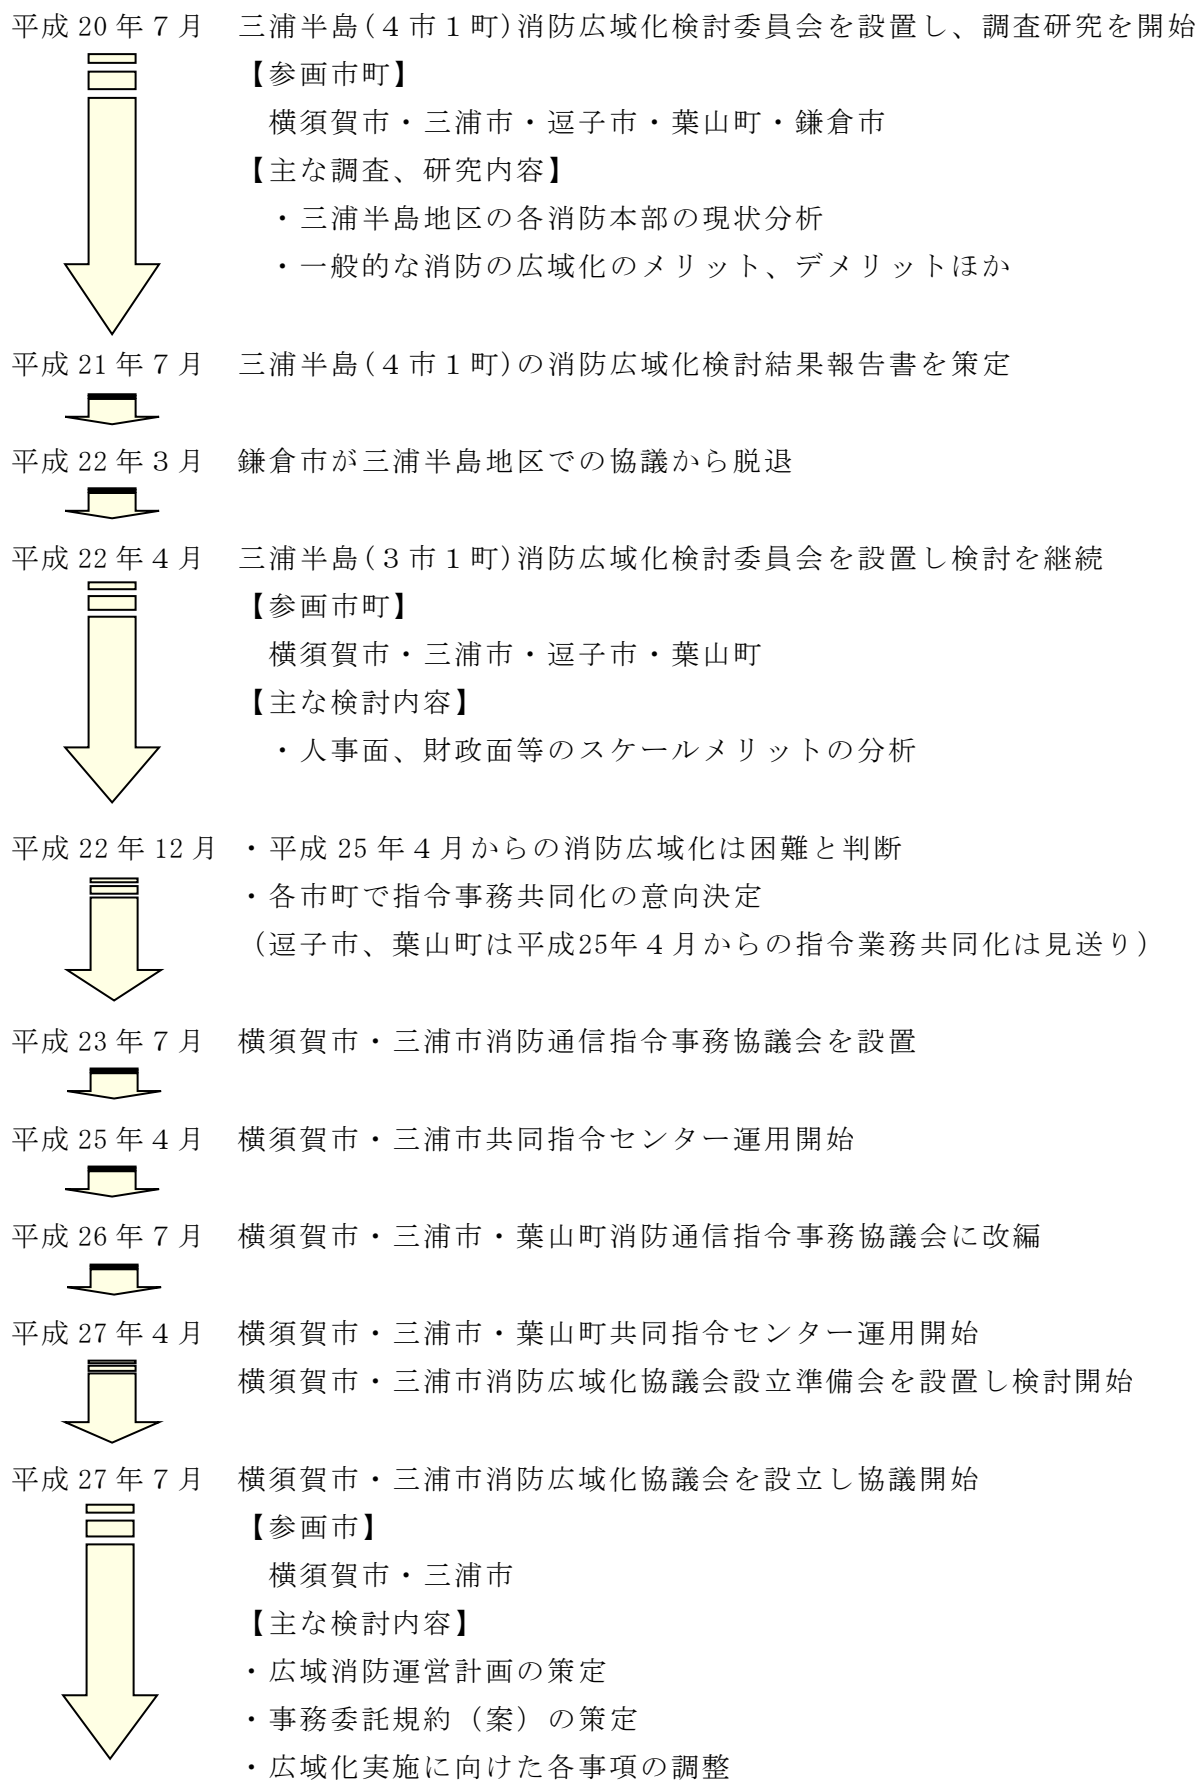 平成 20 年７月　三浦半島(４市１町)消防広域化検討委員会を設置し、調査研究を開始
【参画市町】
横須賀市・三浦市・逗子市・葉山町・鎌倉市
【主な調査、研究内容】
・三浦半島地区の各消防本部の現状分析
・一般的な消防の広域化のメリット、デメリットほか
平成 21 年７月　三浦半島(４市１町)の消防広域化検討結果報告書を策定
平成 22 年３月　鎌倉市が三浦半島地区での協議から脱退
平成 22 年４月　三浦半島(３市１町)消防広域化検討委員会を設置し検討を継続
【参画市町】
横須賀市・三浦市・逗子市・葉山町
【主な検討内容】
・人事面、財政面等のスケールメリットの分析
平成 22 年 12 月　・平成 25 年４月からの消防広域化は困難と判断
・各市町で指令事務共同化の意向決定
（逗子市、葉山町は平成25年４月からの指令業務共同化は見送り）
平成 23 年７月　横須賀市・三浦市消防通信指令事務協議会を設置
平成 25 年４月　横須賀市・三浦市共同指令センター運用開始
平成 26 年７月　横須賀市・三浦市・葉山町消防通信指令事務協議会に改編
平成 27 年４月　横須賀市・三浦市・葉山町共同指令センター運用開始
横須賀市・三浦市消防広域化協議会設立準備会を設置し検討開始
平成 27 年７月　横須賀市・三浦市消防広域化協議会を設立し協議開始
【参画市】
横須賀市・三浦市
【主な検討内容】
・広域消防運営計画の策定
・事務委託規約（案）の策定
・広域化実施に向けた各事項の調整